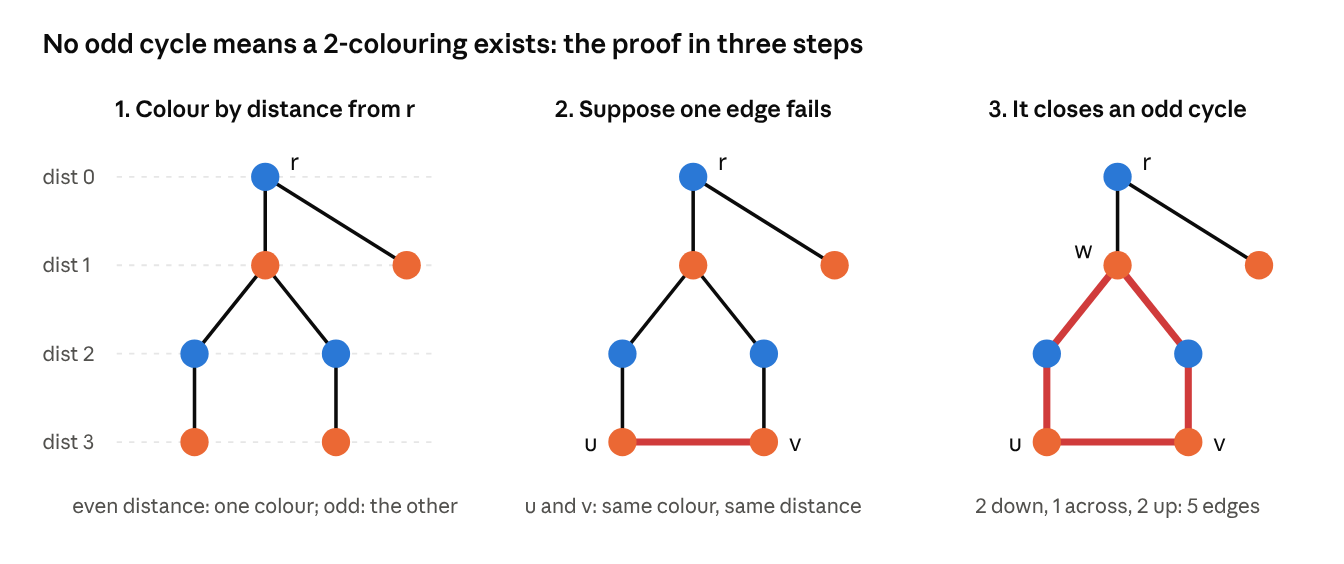 No odd cycle means a 2-colouring exists: the proof in three steps
1. Colour by distance from r
dist 0
r
dist 1
dist 2
dist 3
even distance: one colour; odd: the other
2. Suppose one edge fails
r
u
v
u and v: same colour, same distance
3. It closes an odd cycle
r
w
u
v
2 down, 1 across, 2 up: 5 edges